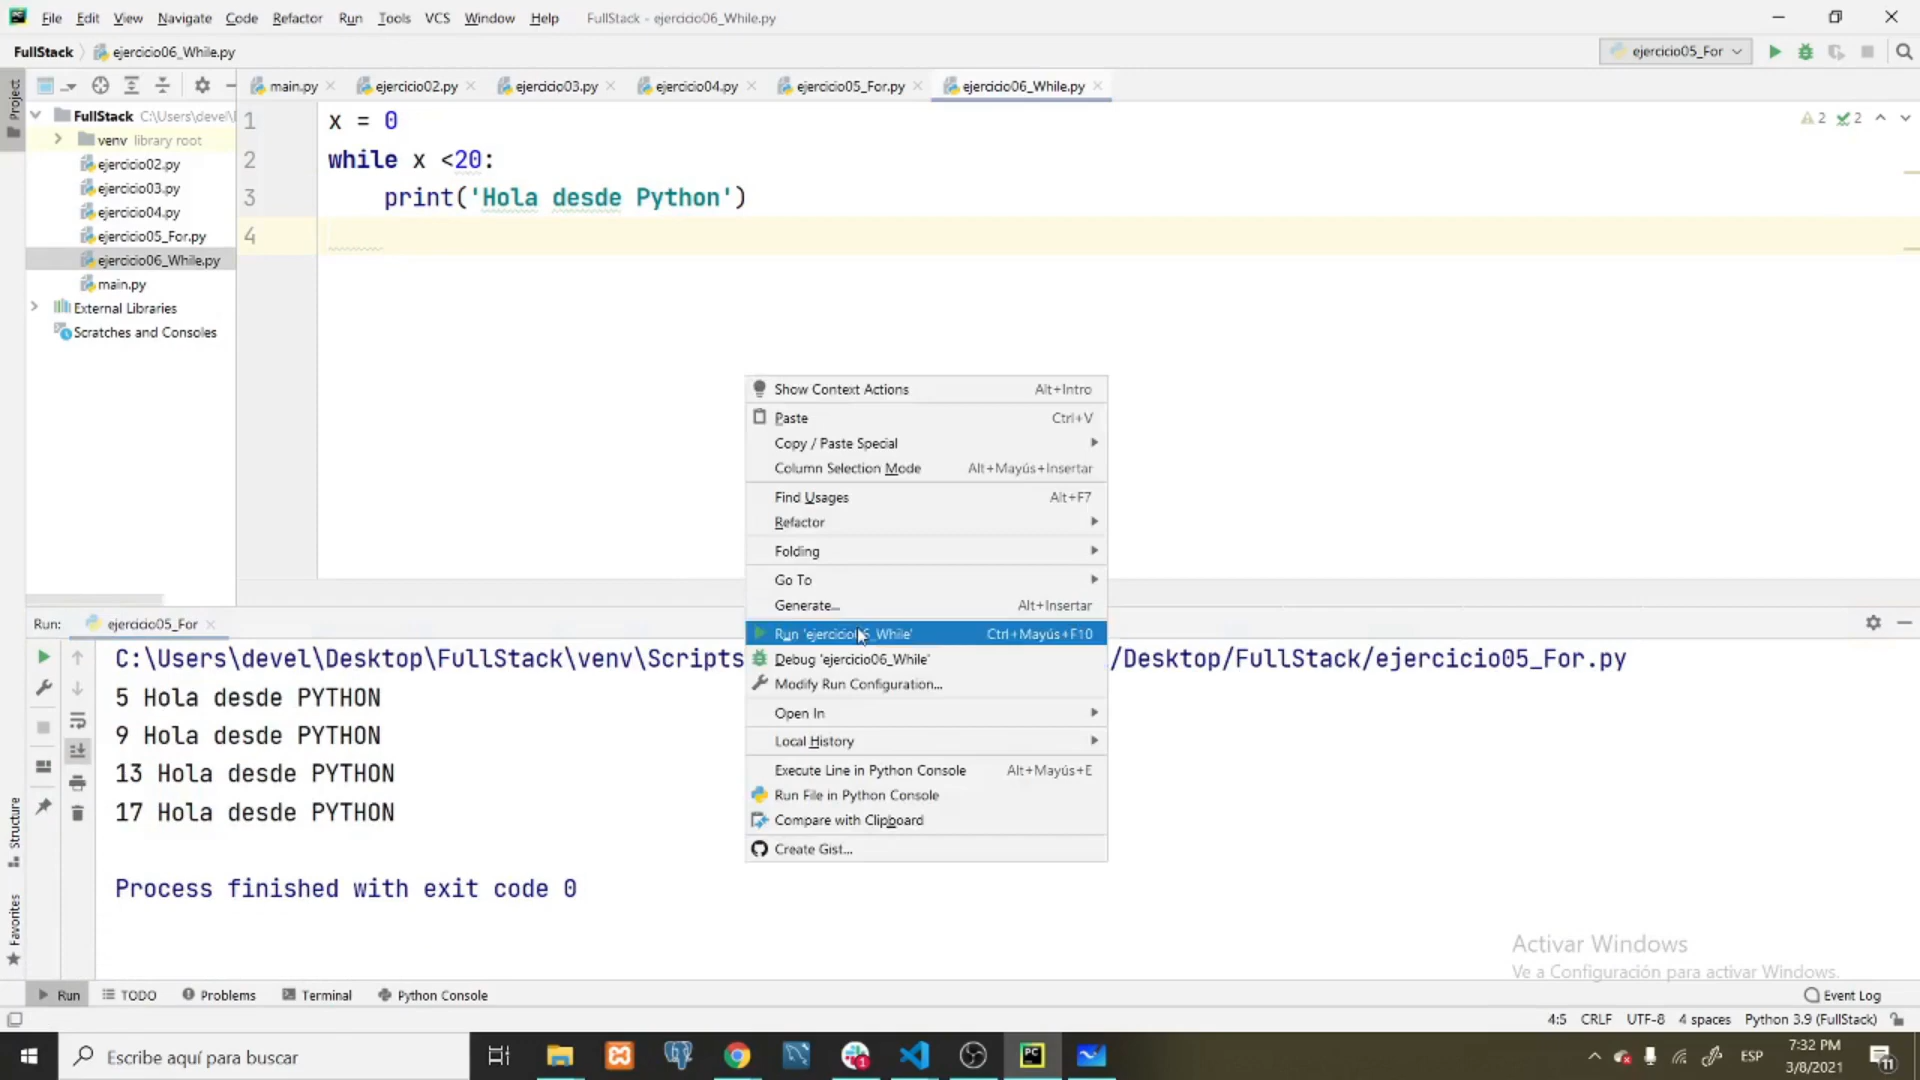 File Edit View Navigate Code Refactor Run Tools VCS Window Help FullStack - ejercicio06_While.py
FullStack ejercicio06_While.py ejercicio05_For
Project main.py ejercicio02.py ejercicio03.py ejercicio04.py ejercicio05_For.py ejercicio06_While.py
FullStack C:\Users\devel\
venv library root
ejercicio02.py
ejercicio03.py
ejercicio04.py
ejercicio05_For.py
ejercicio06_While.py
main.py
External Libraries
Scratches and Consoles
1 x = 0
2 while x <20:
3 print('Hola desde Python')
4
2 2
Show Context Actions Alt+Intro
Paste Ctrl+V
Copy / Paste Special
Column Selection Mode Alt+Mayús+Insertar
Find Usages Alt+F7
Refactor
Folding
Go To
Generate... Alt+Insertar
Run 'ejercicio06_While' Ctrl+Mayús+F10
Debug 'ejercicio06_While'
Modify Run Configuration...
Open In
Local History
Execute Line in Python Console Alt+Mayús+E
Run File in Python Console
Compare with Clipboard
Create Gist...
Run: ejercicio05_For
C:\Users\devel\Desktop\FullStack\venv\Scripts /Desktop/FullStack/ejercicio05_For.py
5 Hola desde PYTHON
9 Hola desde PYTHON
13 Hola desde PYTHON
17 Hola desde PYTHON
Process finished with exit code 0
Structure
Favorites
Activar Windows
Ve a Configuración para activar Windows.
Run TODO Problems Terminal Python Console Event Log
4:5 CRLF UTF-8 4 spaces Python 3.9 (FullStack)
Escribe aquí para buscar
1
PC
ESP
7:32 PM
3/8/2021
11